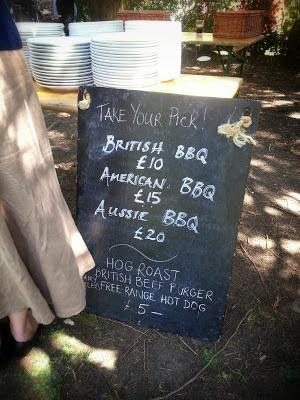 TAKE YOUR PICK!
BRITISH BBQ
£10
AMERICAN BBQ
£15
AUSSIE BBQ
£20
HOG ROAST
BRITISH BEEF BURGER
FREE RANGE HOT DOG
£5—